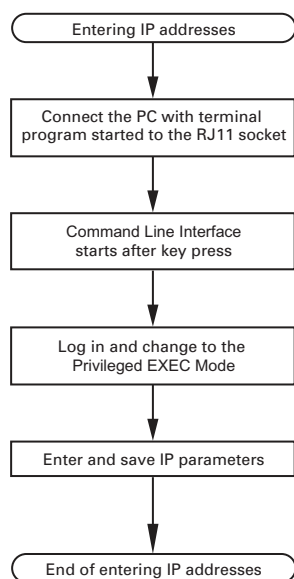 Entering IP addresses
Connect the PC with terminal
program started to the RJ11 socket
Command Line Interface
starts after key press
Log in and change to the
Privileged EXEC Mode
Enter and save IP parameters
End of entering IP addresses